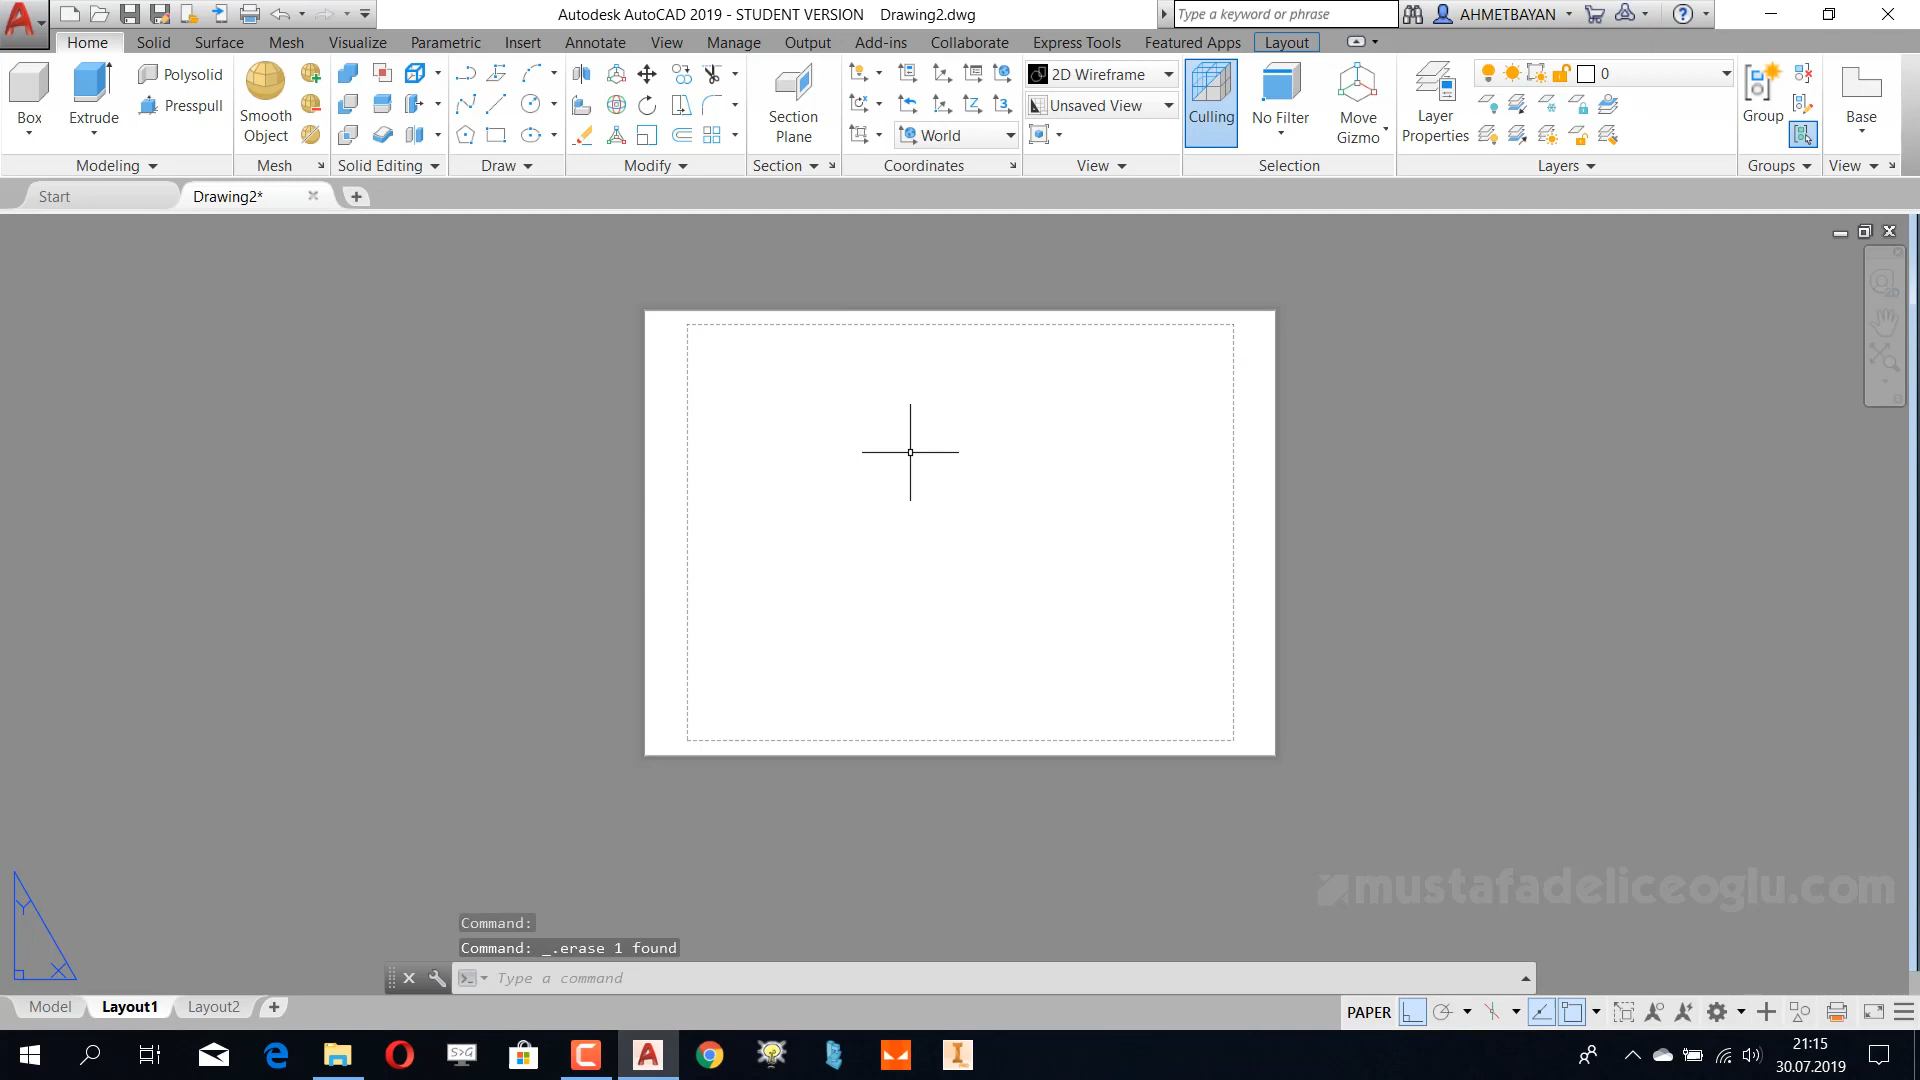 Autodesk AutoCAD 2019 - STUDENT VERSION Drawing2.dwg
Type a keyword or phrase
AHMETBAYAN
Home Solid Surface Mesh Visualize Parametric Insert Annotate View Manage Output Add-ins Collaborate Express Tools Featured Apps Layout
Box
Extrude
Polysolid
Presspull
Smooth Object
Section Plane
World
2D Wireframe
Unsaved View
Culling
No Filter
Move Gizmo
Layer Properties
0
Group
Base
Modeling Mesh Solid Editing Draw Modify Section Coordinates View Selection Layers Groups View
Start
Drawing2*
Y
X
mustafadeliceoglu.com
Command:
Command: _.erase 1 found
Type a command
Model Layout1 Layout2
PAPER
S>G
21:15
30.07.2019